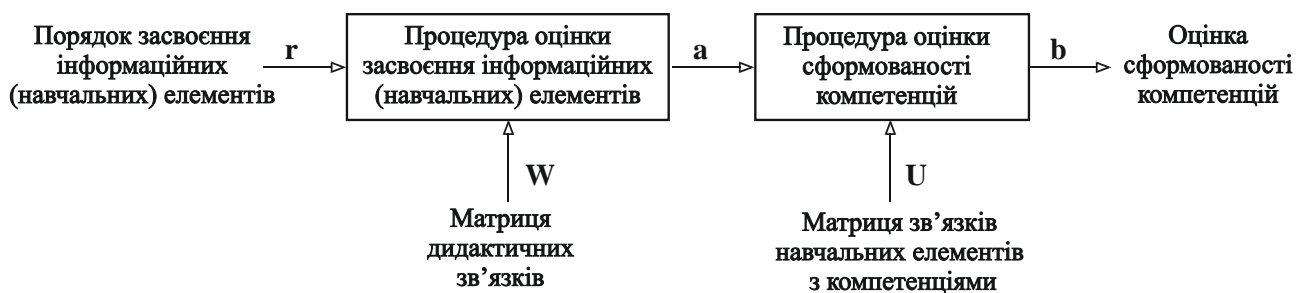 Порядок засвоєння
інформаційних
(навчальних) елементів
r
Процедура оцінки
засвоєння інформаційних
(навчальних) елементів
a
Процедура оцінки
сформованості
компетенцій
b
Оцінка
сформованості
компетенцій
W
Матриця
дидактичних
зв’язків
U
Матриця зв’язків
навчальних елементів
з компетенціями